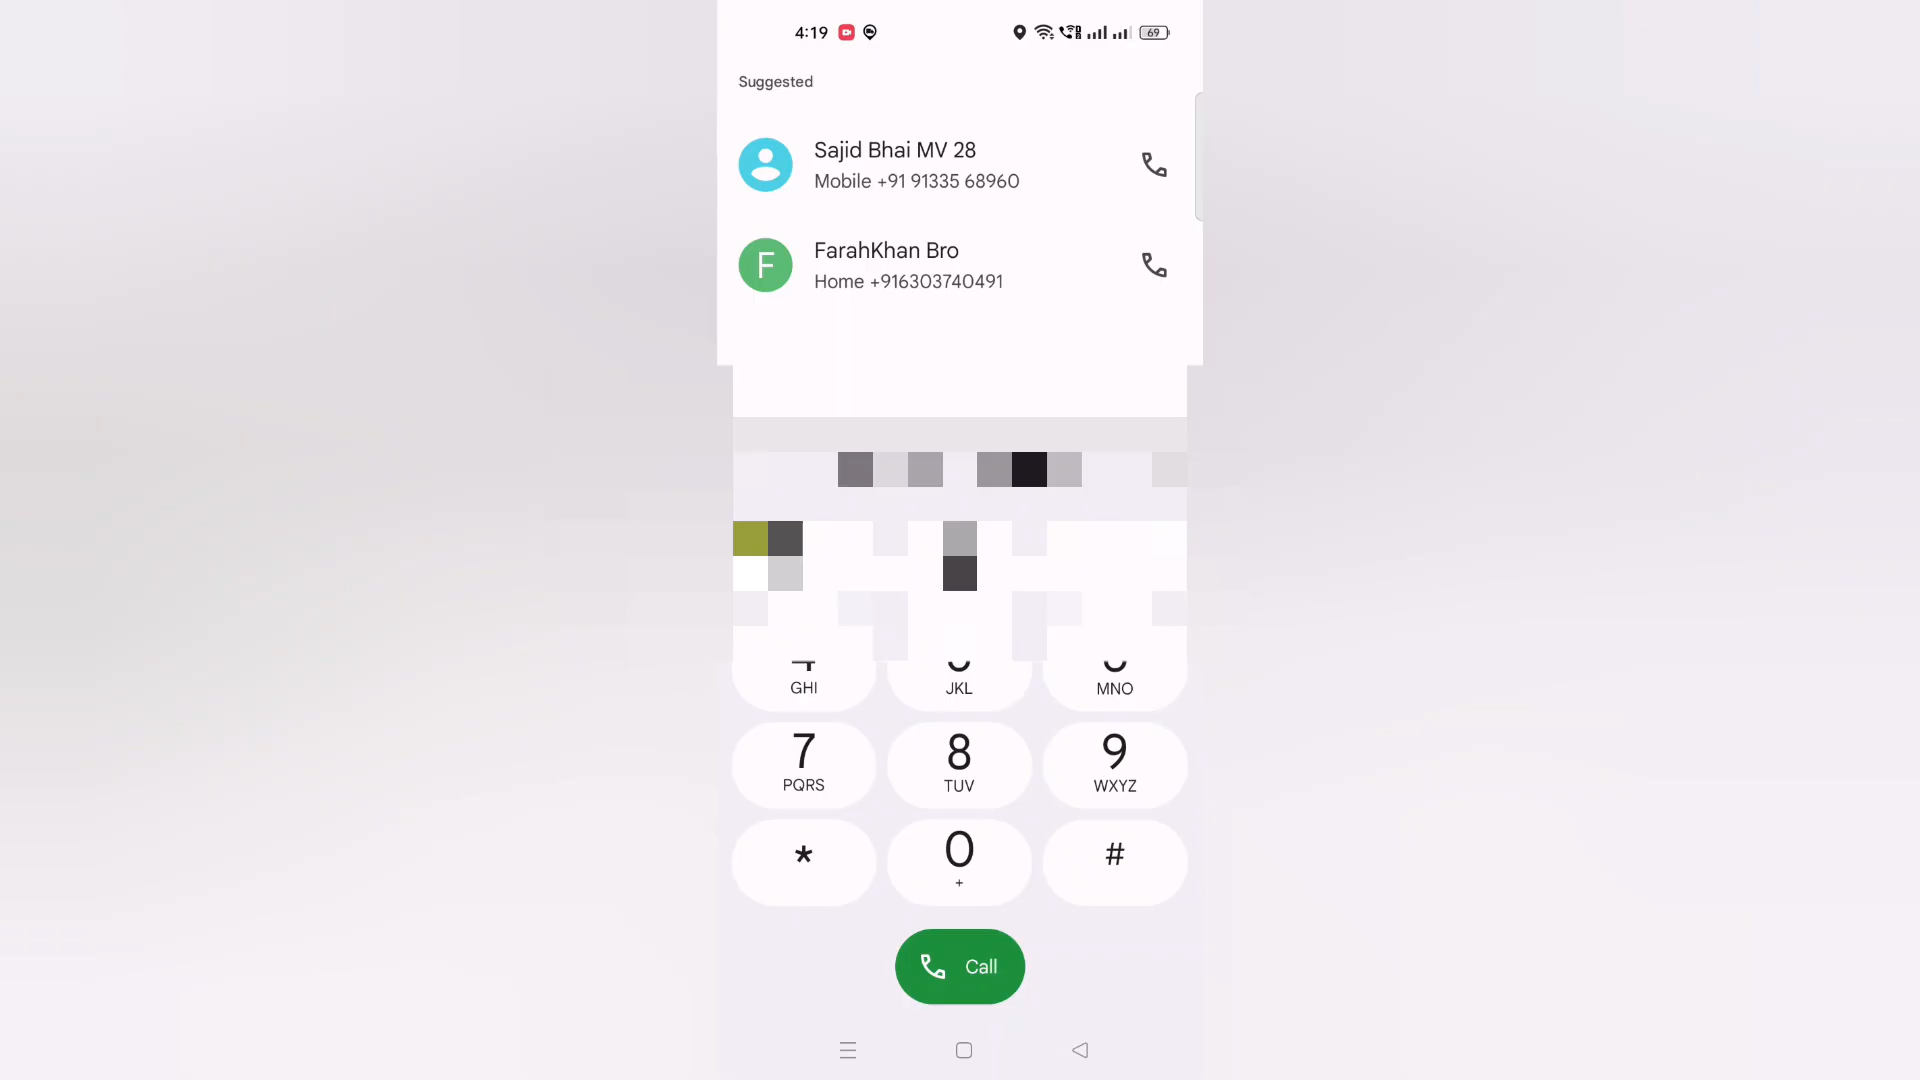 4:19
69
Suggested
Sajid Bhai MV 28
Mobile +91 91335 68960
FarahKhan Bro
Home +916303740491
GHI JKL MNO
7 8 9
PQRS TUV WXYZ
* 0 #
+
Call